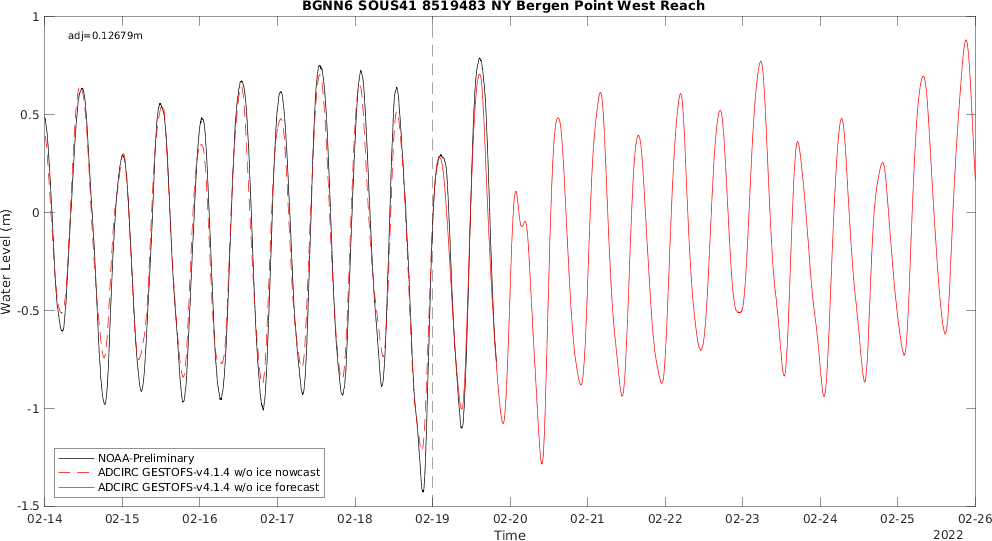 BGNN6 SOUS41 8519483 NY Bergen Point West Reach
adj=0.12679m
1
0.5
0
-0.5
-1
-1.5
Water Level (m)
NOAA-Preliminary
ADCIRC GESTOFS-v4.1.4 w/o ice nowcast
ADCIRC GESTOFS-v4.1.4 w/o ice forecast
02-14 02-15 02-16 02-17 02-18 02-19 02-20 02-21 02-22 02-23 02-24 02-25 02-26
Time
2022